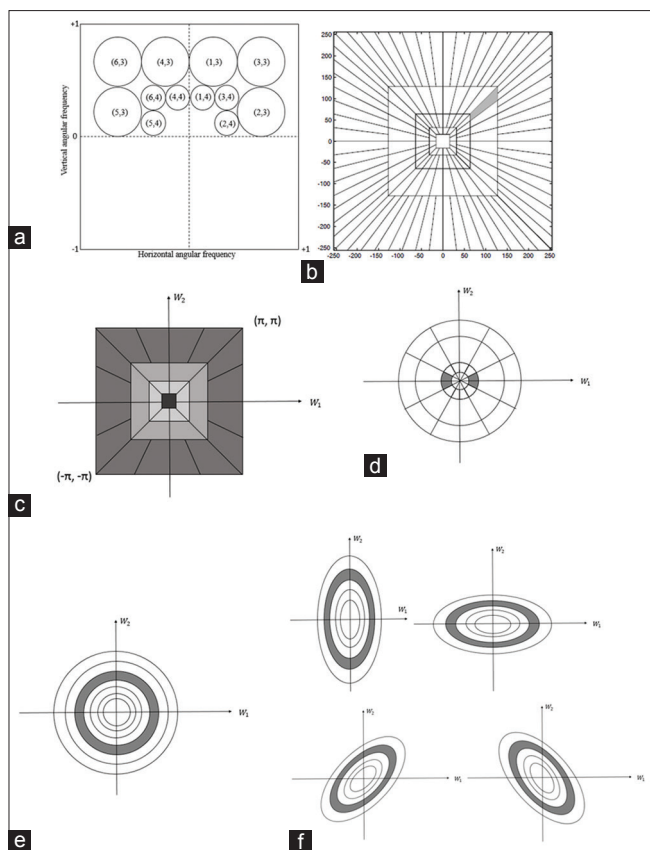 +1
(6,3) (4,3) (1,3) (3,3)
(6,4) (4,4) (1,4) (3,4)
(5,3) (2,3)
(5,4) (2,4)
0
-1
+1
Vertical angular frequency
Horizontal angular frequency
a
250
200
150
100
50
0
-50
-100
-150
-200
-250
-250 -200 -150 -100 -50 0 50 100 150 200 250
b
W2
(π, π)
W1
(-π, -π)
c
W2
W1
d
W2
W1
e
W2
W1
W2
W1
W2
W1
W2
W1
f